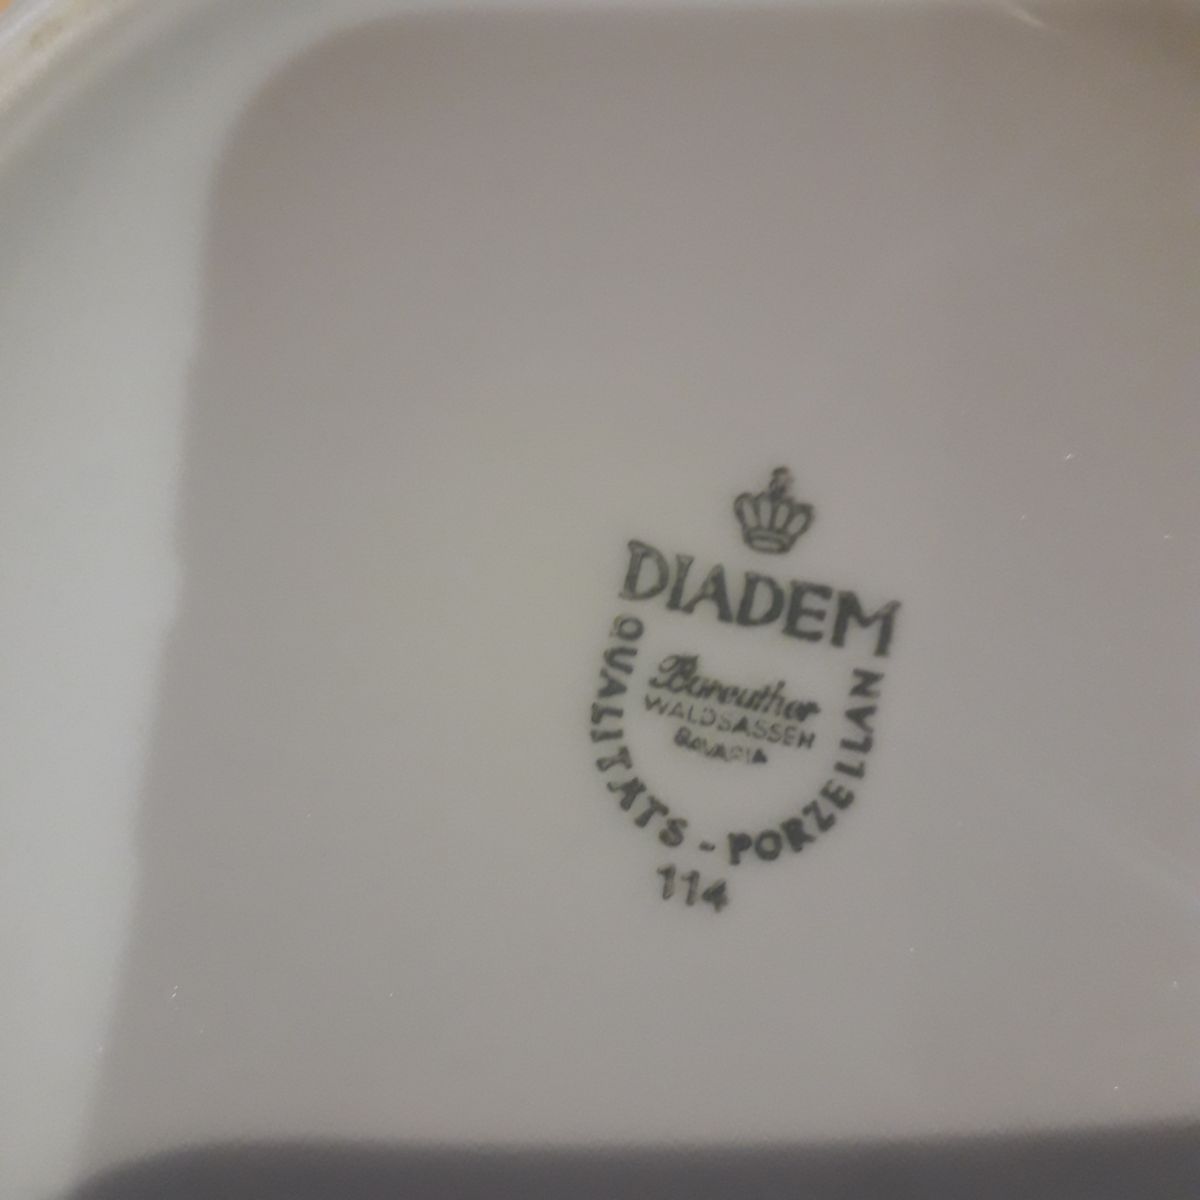 DIADEM
Bareuther
WALDSASSEN
BAVARIA
QUALITÄTS - PORZELLAN
114